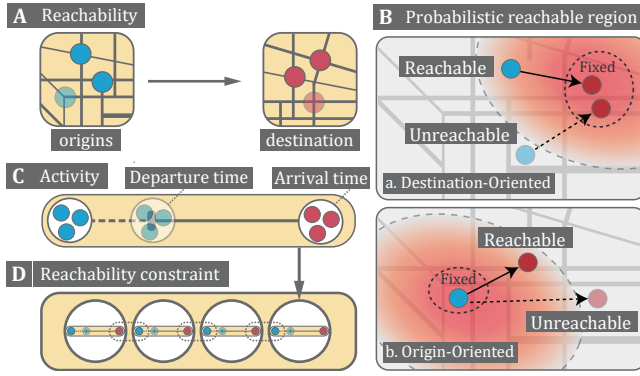 A Reachability
origins
destination
C Activity
Departure time
Arrival time
D Reachability constraint
B Probabilistic reachable region
Fixed
Reachable
Unreachable
a. Destination-Oriented
Reachable
Fixed
Unreachable
b. Origin-Oriented